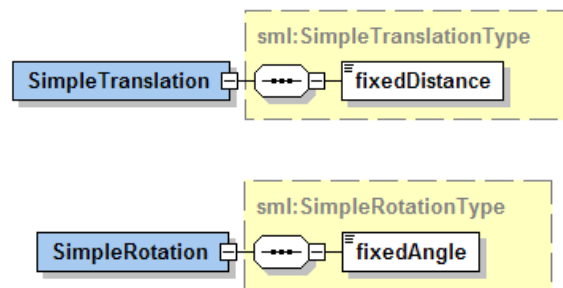 sml:SimpleTranslationType
SimpleTranslation
fixedDistance
sml:SimpleRotationType
SimpleRotation
fixedAngle